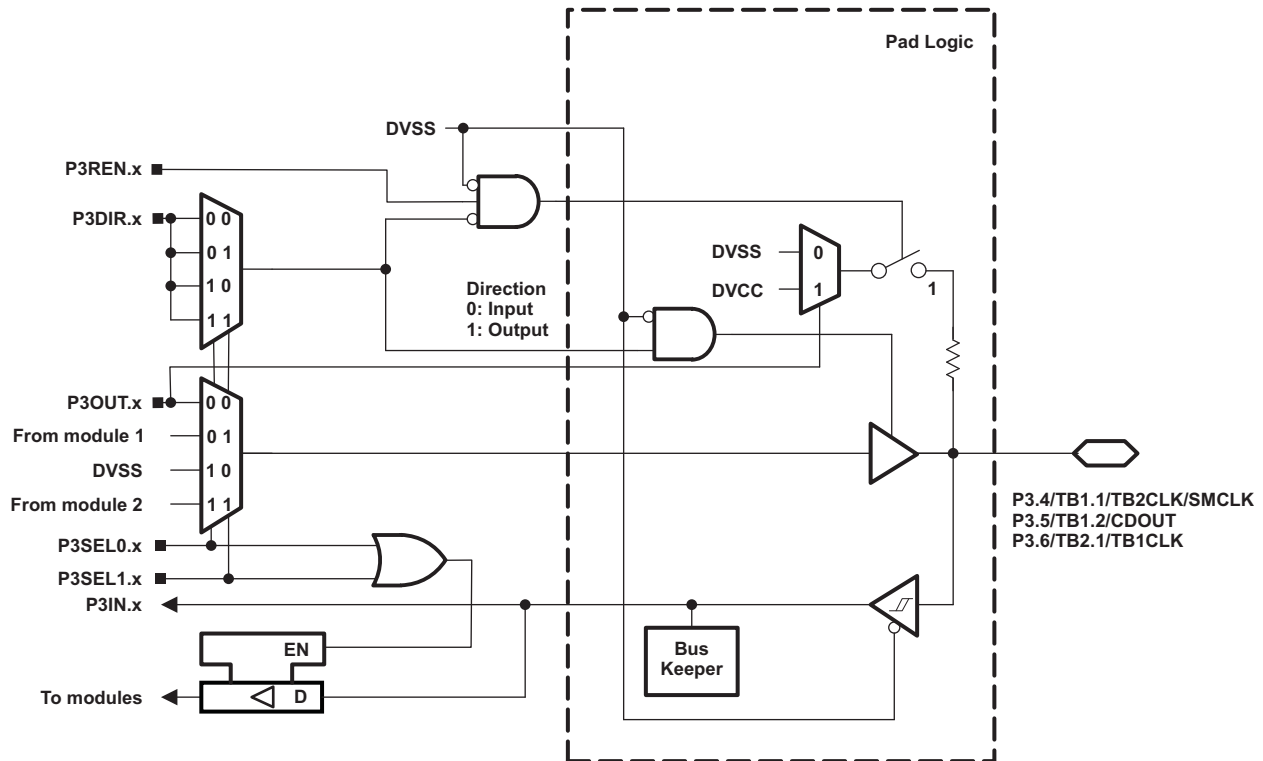 Pad Logic
DVSS
P3REN.x
P3DIR.x
0 0
0 1
1 0
1 1
DVSS
0
DVCC
1
1
Direction
0: Input
1: Output
P3OUT.x
0 0
From module 1
0 1
DVSS
1 0
From module 2
1 1
P3.4/TB1.1/TB2CLK/SMCLK
P3.5/TB1.2/CDOUT
P3.6/TB2.1/TB1CLK
P3SEL0.x
P3SEL1.x
P3IN.x
Bus
Keeper
EN
To modules
D